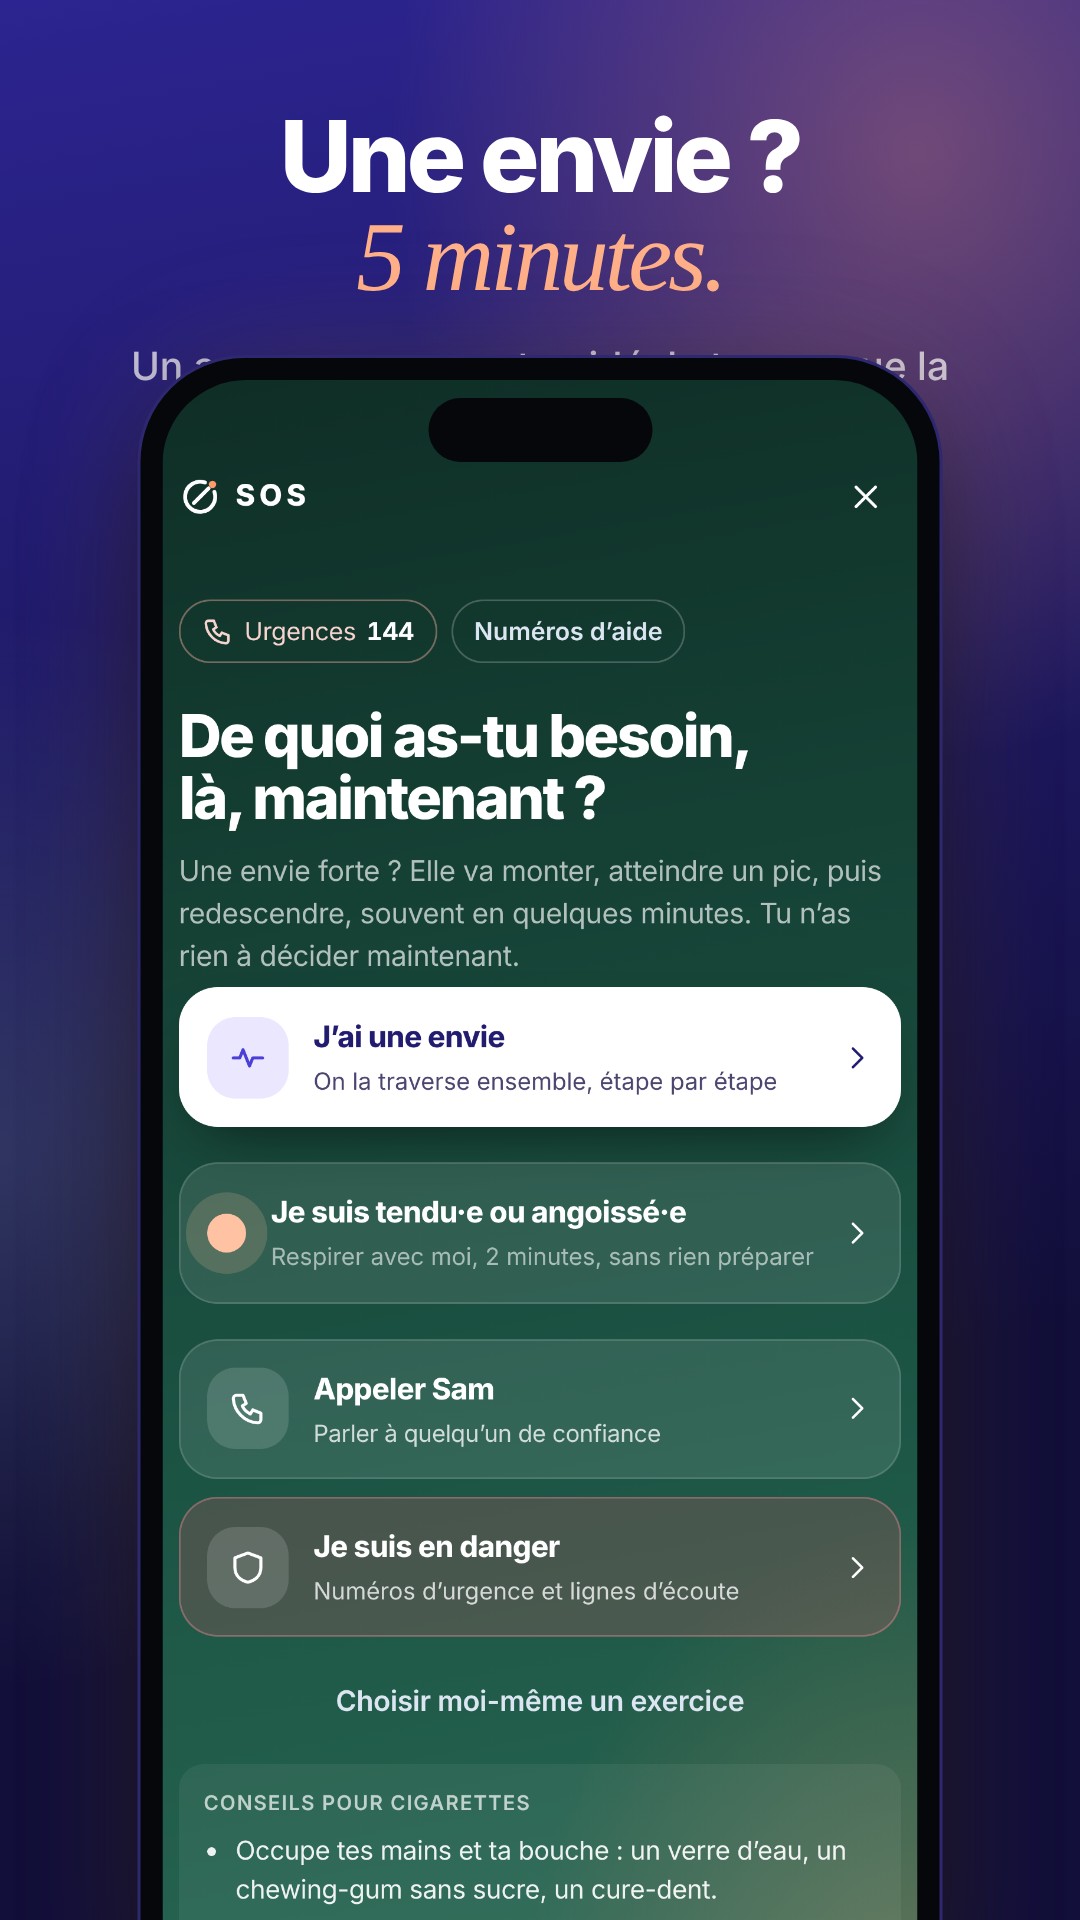 Une envie ?
5 minutes.
Un la
SOS
Urgences 144
Numéros d’aide
De quoi as-tu besoin,
là, maintenant ?
Une envie forte ? Elle va monter, atteindre un pic, puis
redescendre, souvent en quelques minutes. Tu n’as
rien à décider maintenant.
J’ai une envie
On la traverse ensemble, étape par étape
Je suis tendu·e ou angoissé·e
Respirer avec moi, 2 minutes, sans rien préparer
Appeler Sam
Parler à quelqu’un de confiance
Je suis en danger
Numéros d’urgence et lignes d’écoute
Choisir moi-même un exercice
CONSEILS POUR CIGARETTES
• Occupe tes mains et ta bouche : un verre d’eau, un
chewing-gum sans sucre, un cure-dent.